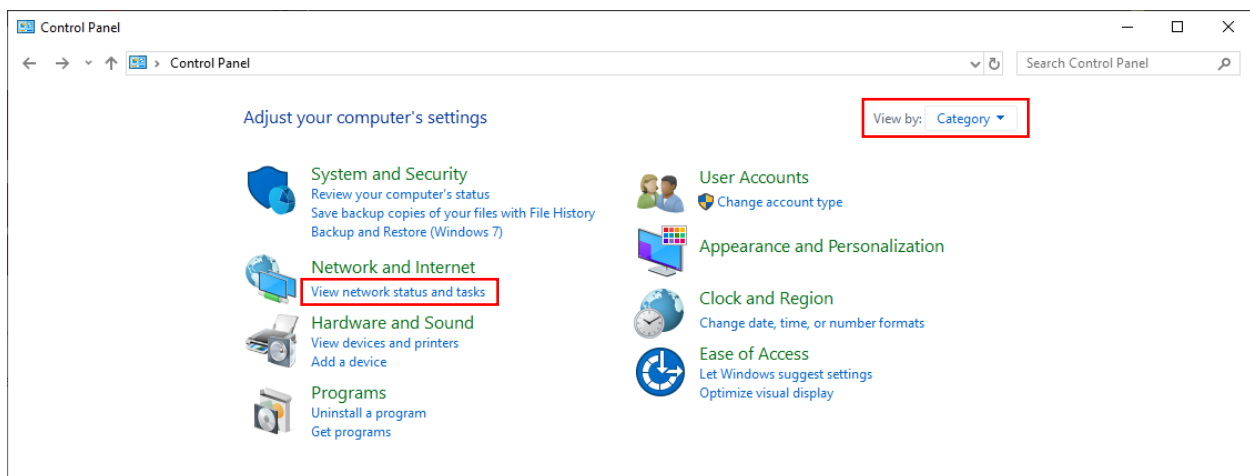 Control Panel
Control Panel
Search Control Panel
Adjust your computer's settings
View by: Category
System and Security
Review your computer's status
Save backup copies of your files with File History
Backup and Restore (Windows 7)
Network and Internet
View network status and tasks
Hardware and Sound
View devices and printers
Add a device
Programs
Uninstall a program
Get programs
User Accounts
Change account type
Appearance and Personalization
Clock and Region
Change date, time, or number formats
Ease of Access
Let Windows suggest settings
Optimize visual display